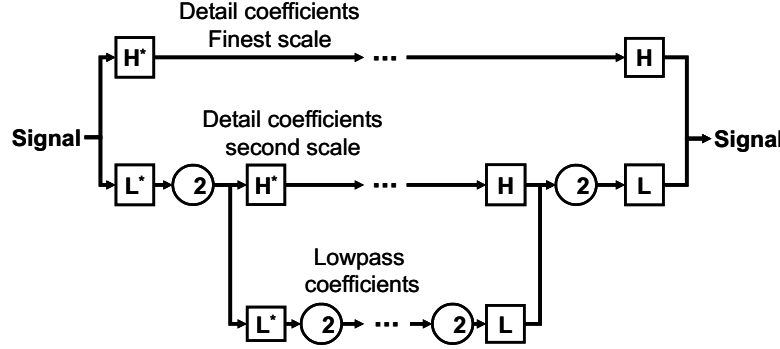 Detail coefficients
Finest scale
H* ... H
Signal
Detail coefficients
second scale
Signal
L* 2 H* ... H 2 L
Lowpass
coefficients
L* 2 ... 2 L